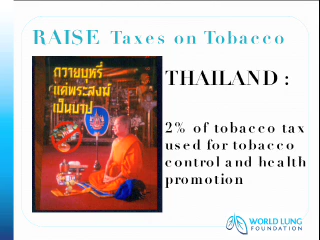 RAISE Taxes on Tobacco
ถวายบุหรี่
แด่พระสงฆ์
เป็นบาป
THAILAND :
2% of tobacco tax
used for tobacco
control and health
promotion
WORLD LUNG
FOUNDATION